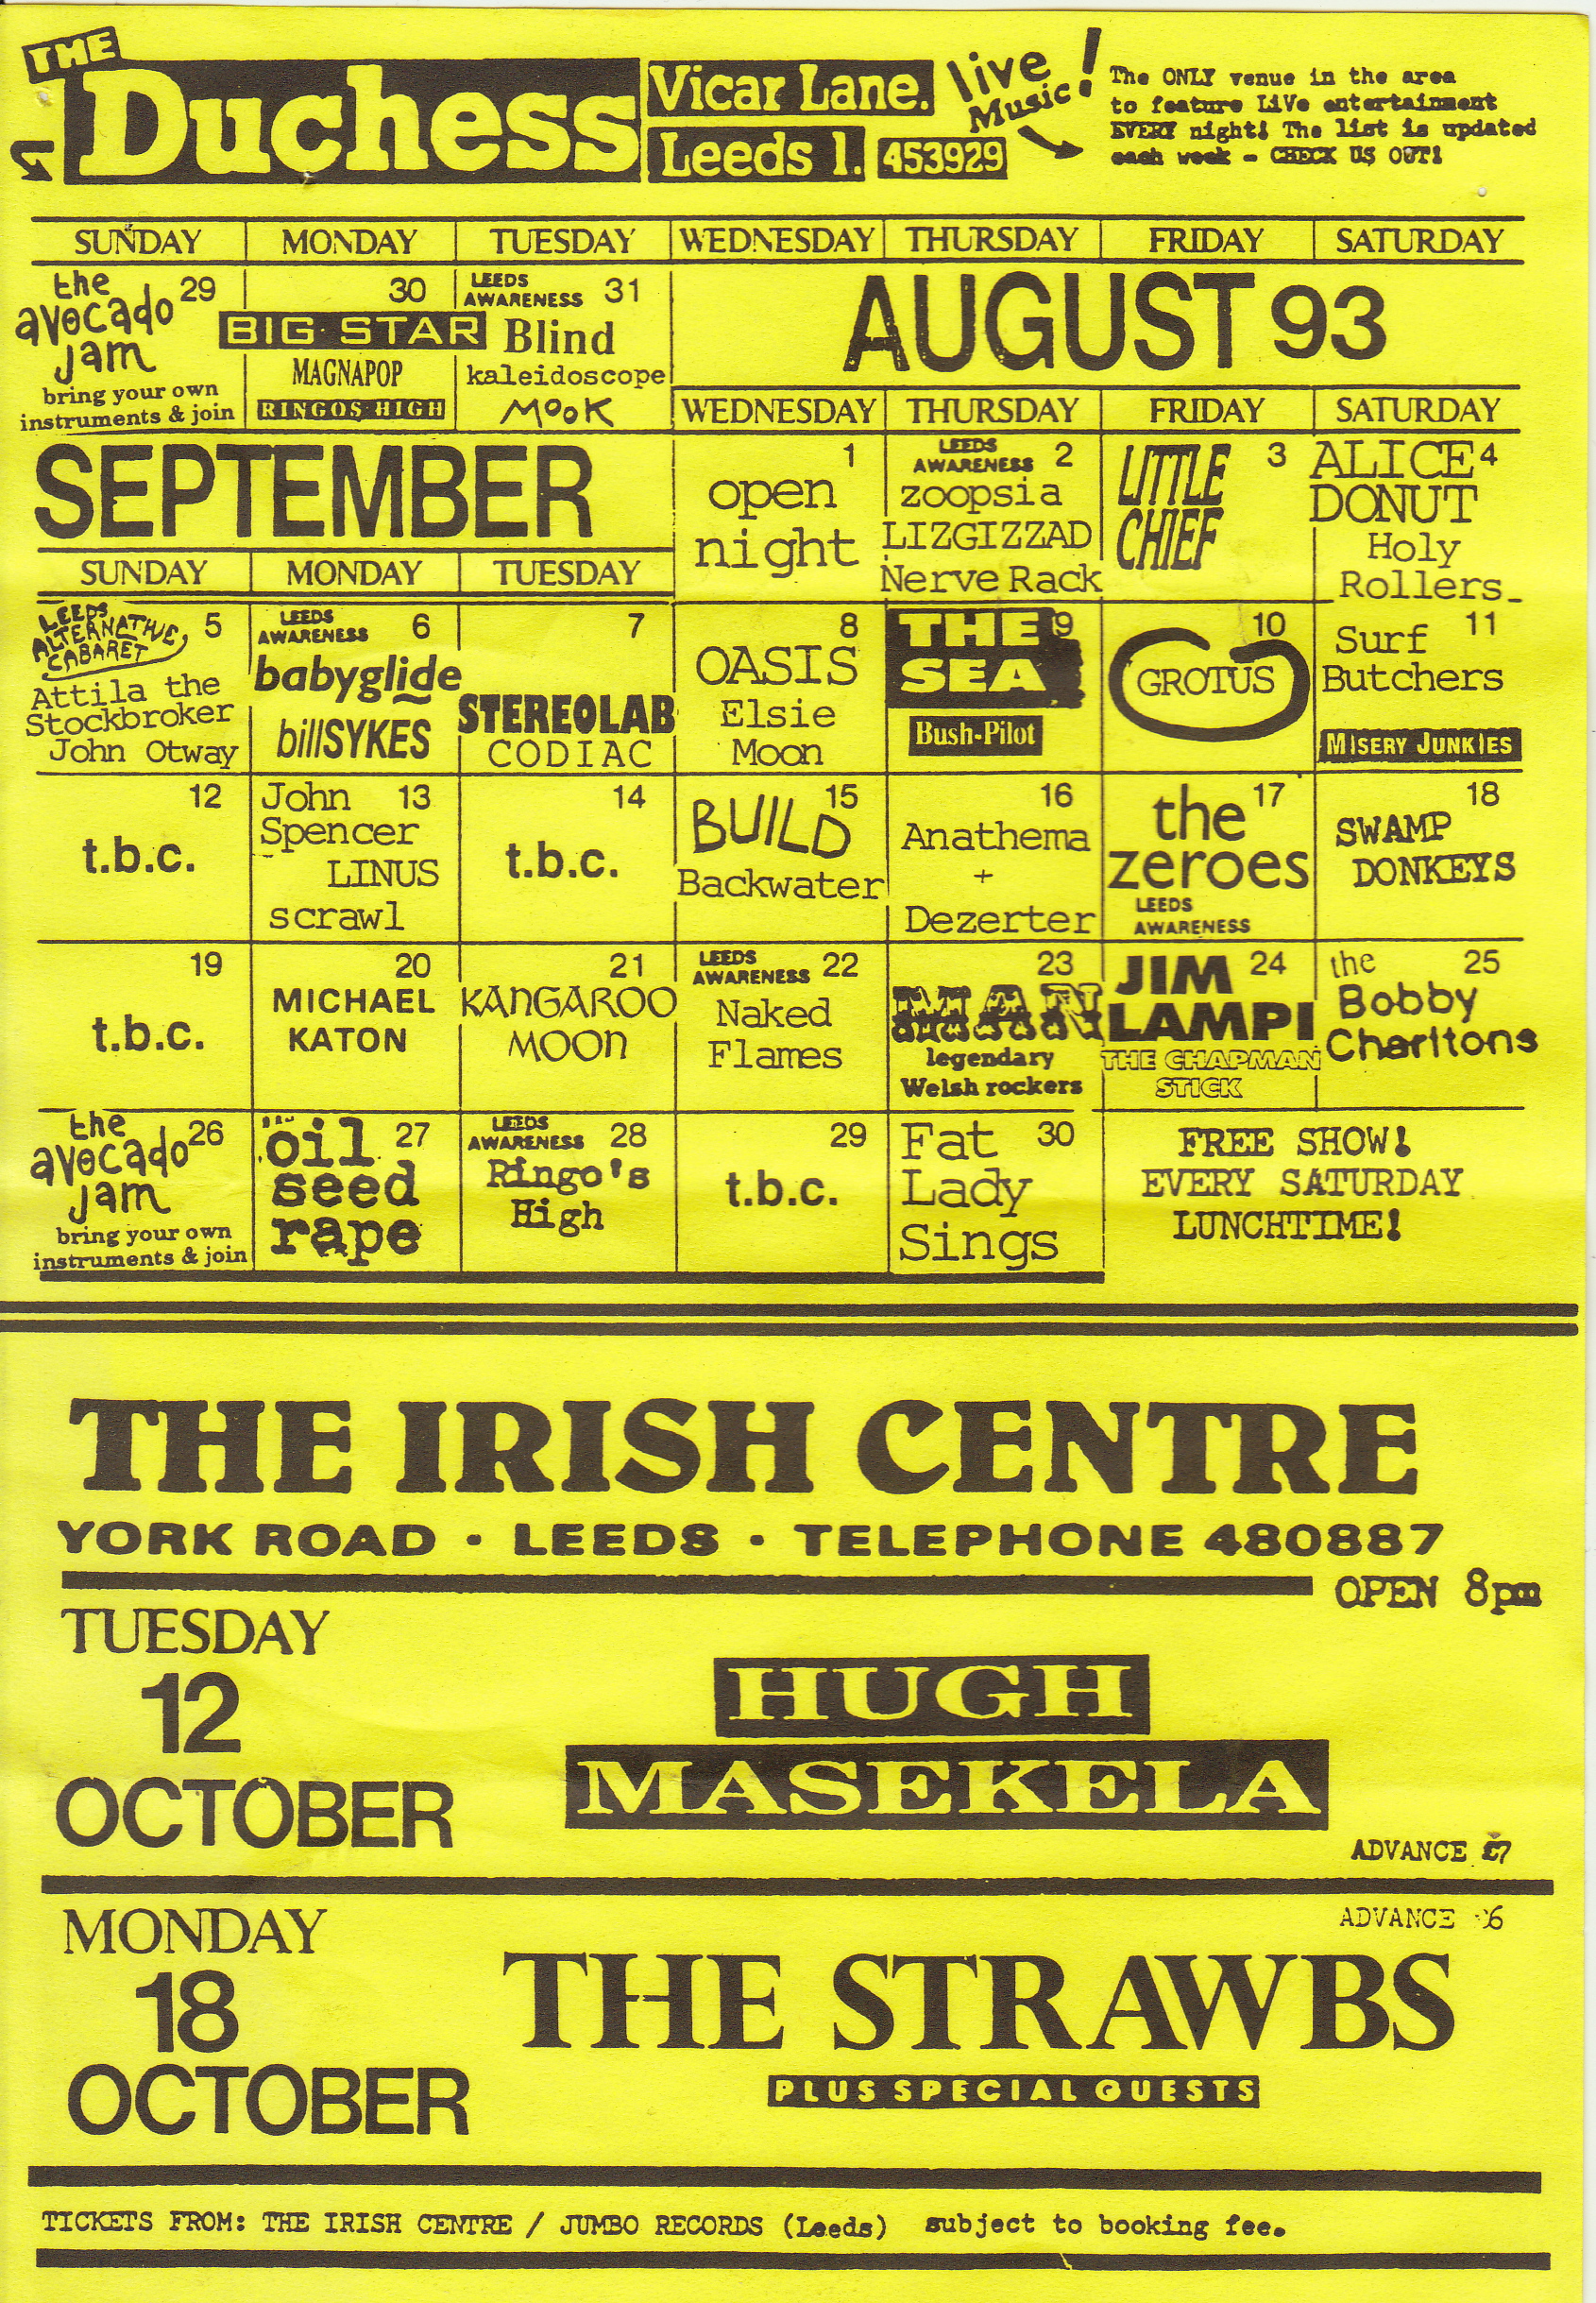 THE
Duchess
Vicar Lane.
Leeds 1. 453929
live
Music!
The ONLY venue in the area
to feature LiVe entertainment
EVERY night! The list is updated
each week - CHECK US OUT!
SUNDAY MONDAY TUESDAY WEDNESDAY THURSDAY FRIDAY SATURDAY
the 29
avocado
jam
bring your own
instruments & join
30
BIG STAR
MAGNAPOP
RINGOS HIGH
LEEDS
AWARENESS 31
Blind
kaleidoscope
MOOK
AUGUST 93
WEDNESDAY THURSDAY FRIDAY SATURDAY
SEPTEMBER
1
open
night
LEEDS
AWARENESS 2
zoopsia
LIZGIZZAD
Nerve Rack
LITTLE 3
CHIEF
ALICE 4
DONUT
Holy
Rollers
SUNDAY MONDAY TUESDAY
LEEDS 5
ALTERNATIVE
CABARET
Attila the
Stockbroker
John Otway
LEEDS
AWARENESS 6
babyglide
billSYKES
7
STEREOLAB
CODIAC
8
OASIS
Elsie
Moon
THE 9
SEA
Bush-Pilot
10
GROTUS
Surf 11
Butchers
MISERY JUNKIES
12
t.b.c.
John 13
Spencer
LINUS
scrawl
14
t.b.c.
15
BUILD
Backwater
16
Anathema
+
Dezerter
the 17
zeroes
LEEDS
AWARENESS
18
SWAMP
DONKEYS
19
t.b.c.
20
MICHAEL
KATON
21
KANGAROO
MOON
LEEDS
AWARENESS 22
Naked
Flames
23
MAN
legendary
Welsh rockers
JIM 24
LAMPI
THE CHAPMAN
STICK
the 25
Bobby
Charltons
the 26
avocado
jam
bring your own
instruments & join
oil 27
seed
rape
LEEDS
AWARENESS 28
Ringo's
High
29
t.b.c.
Fat 30
Lady
Sings
FREE SHOW!
EVERY SATURDAY
LUNCHTIME!
THE IRISH CENTRE
YORK ROAD · LEEDS · TELEPHONE 480887
OPEN 8pm
TUESDAY
12
OCTOBER
HUGH
MASEKELA
ADVANCE £7
MONDAY
18
OCTOBER
ADVANCE £6
THE STRAWBS
PLUS SPECIAL GUESTS
TICKETS FROM: THE IRISH CENTRE / JUMBO RECORDS (Leeds) subject to booking fee.